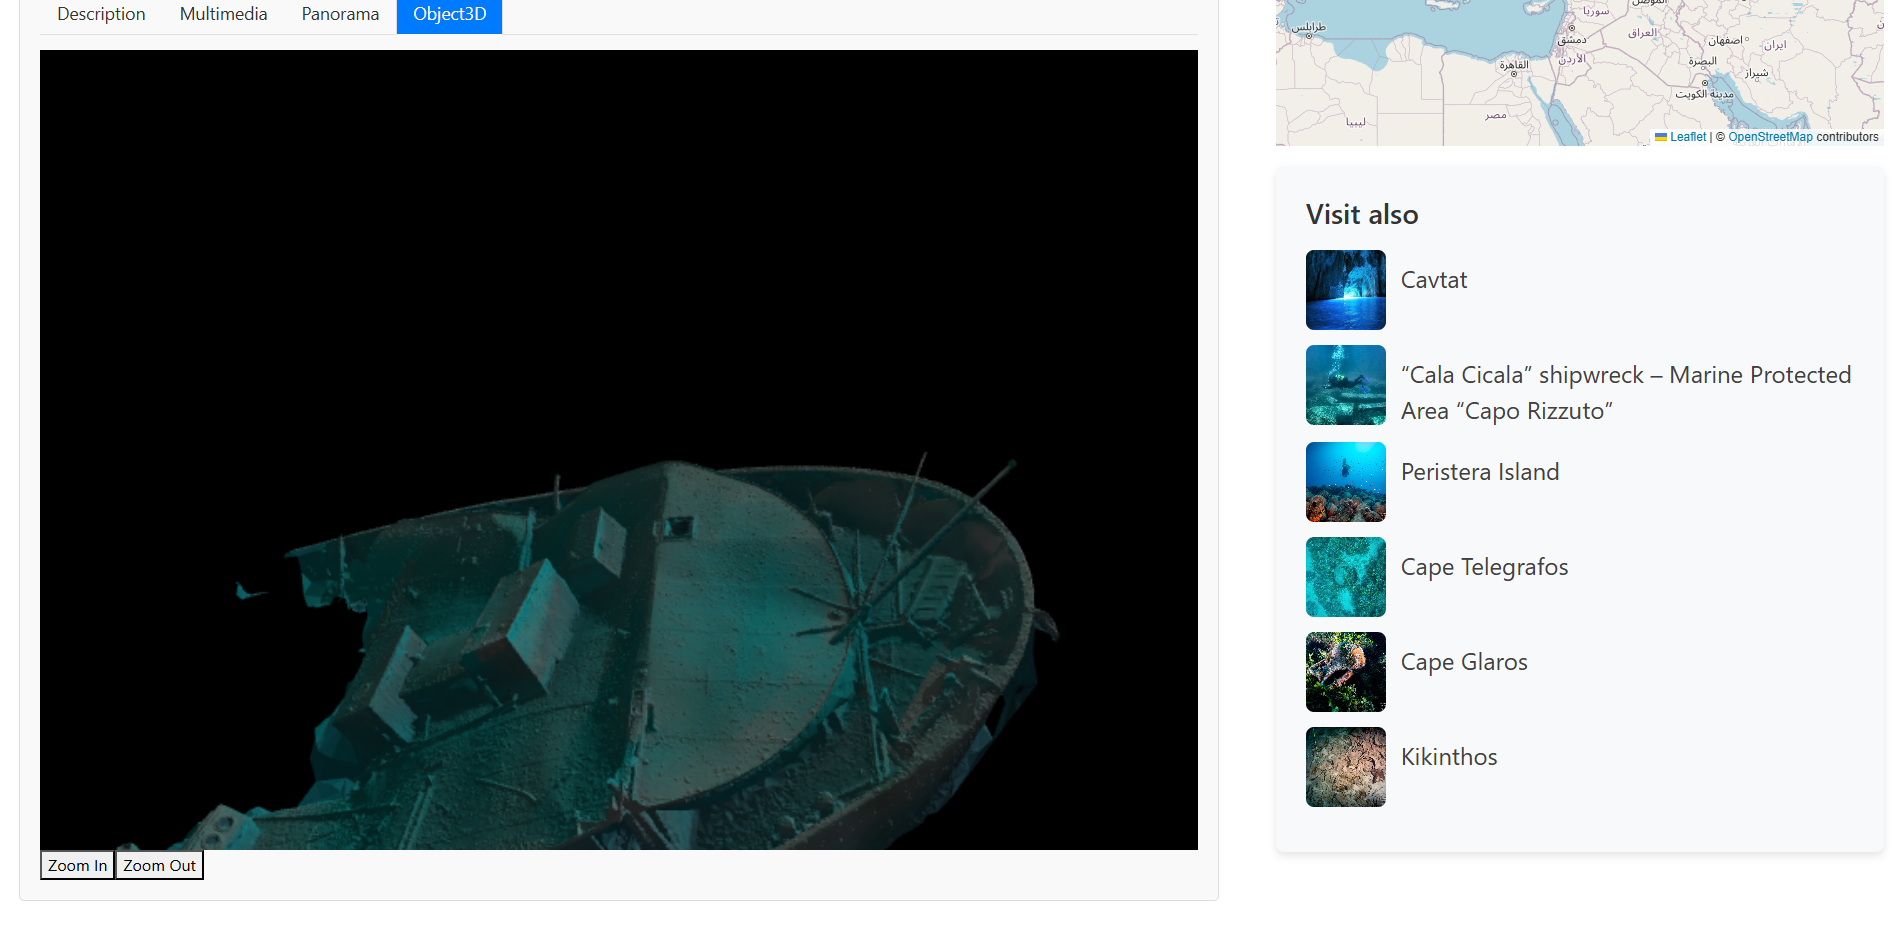 Description Multimedia Panorama Object3D
Zoom In Zoom Out
سوريا
طرابلس
دمشق
العراق
اصفهان
ایران
القاهرة
الأردن
البصرة
شیراز
مدينة الكويت
مصر
ليبيا
Leaflet | © OpenStreetMap contributors
Visit also
Cavtat
“Cala Cicala” shipwreck – Marine Protected
Area “Capo Rizzuto”
Peristera Island
Cape Telegrafos
Cape Glaros
Kikinthos